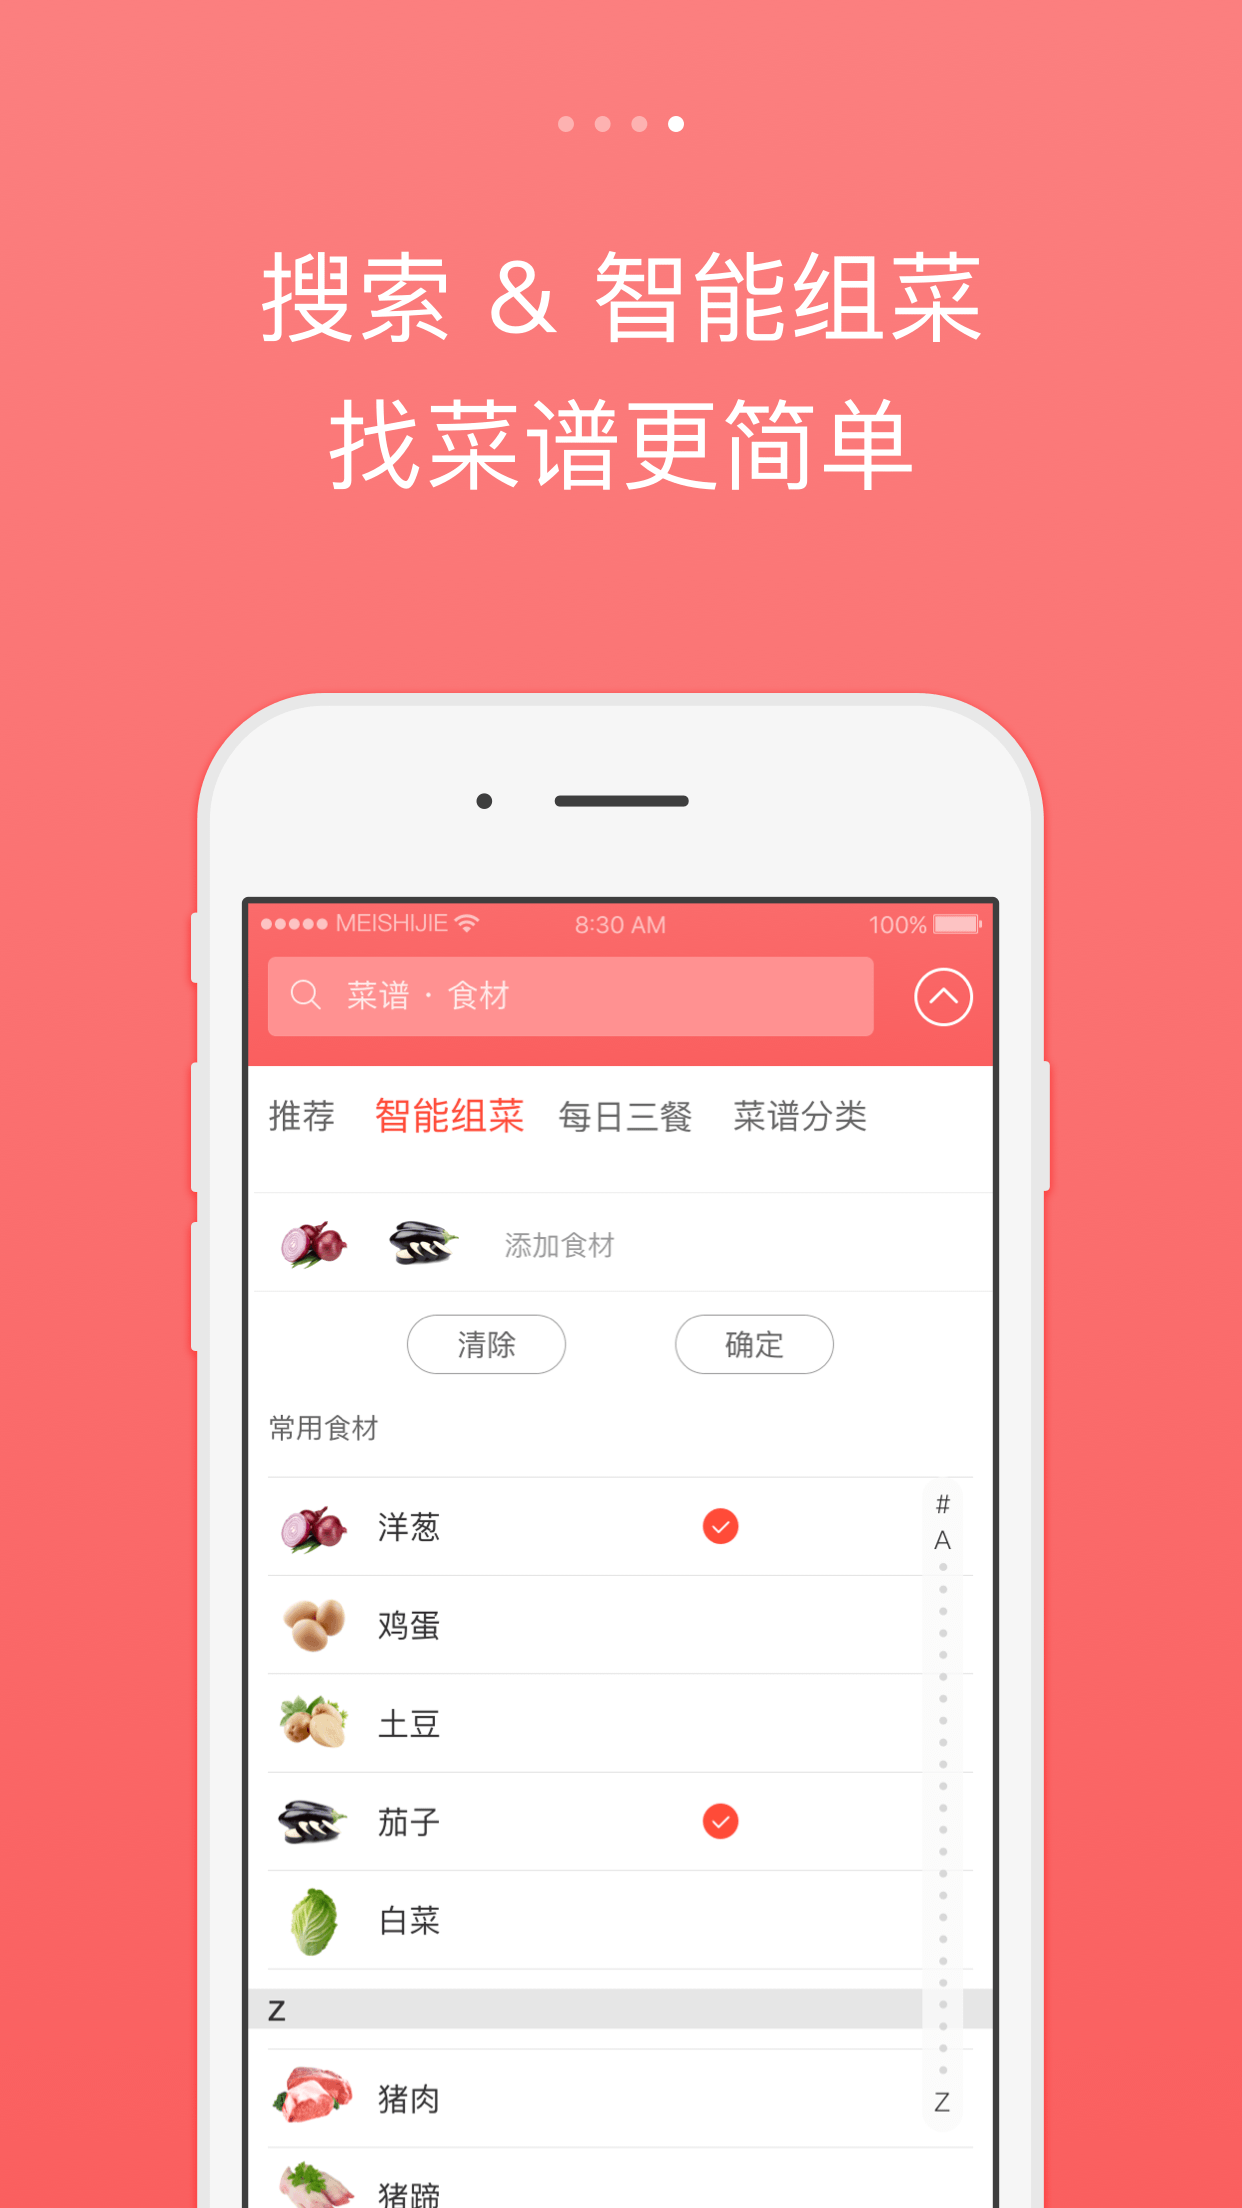 搜索 & 智能组菜
找菜谱更简单
MEISHIJIE 8:30 AM 100%
菜谱 · 食材
推荐 智能组菜 每日三餐 菜谱分类
添加食材
清除 确定
常用食材
#
A
洋葱
鸡蛋
土豆
茄子
白菜
Z
猪肉
Z
猪蹄